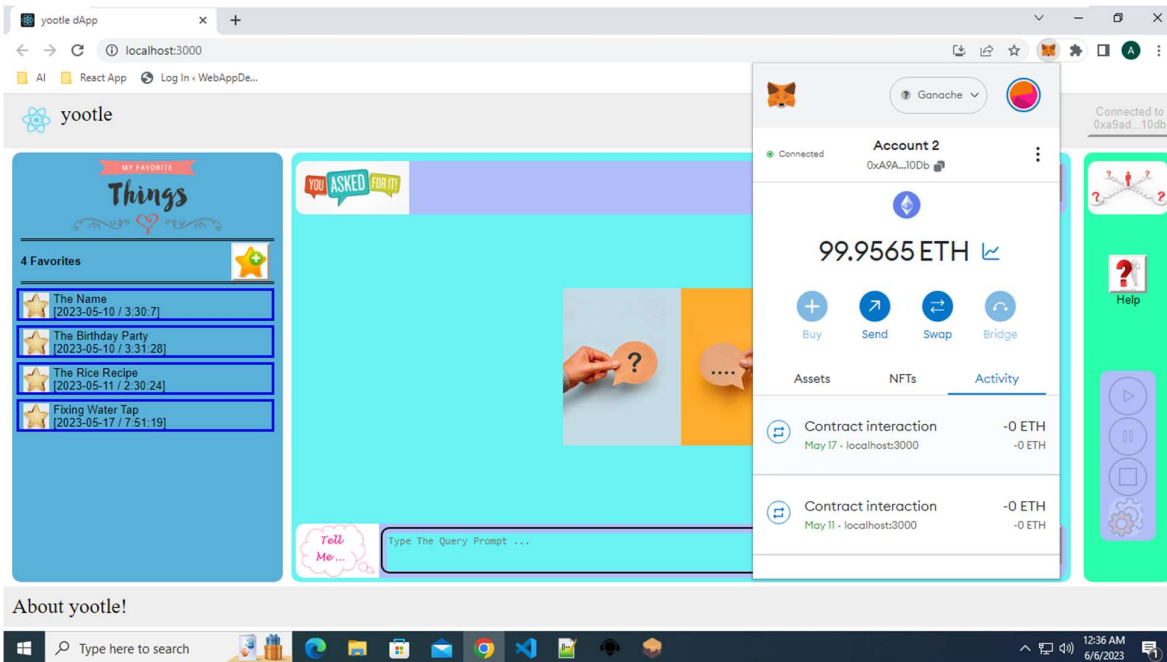 yootle dApp
localhost:3000
AI React App Log In ‹ WebAppDe...
yootle
Connected to
0xa9ad...10db
MY FAVORITE
Things
4 Favorites
The Name
[2023-05-10 / 3:30:7]
The Birthday Party
[2023-05-10 / 3:31:28]
The Rice Recipe
[2023-05-11 / 2:30:24]
Fixing Water Tap
[2023-05-17 / 7:51:19]
YOU ASKED FOR IT!
?
....
Tell
Me...
Type The Query Prompt ...
Ganache
Connected
Account 2
0xA9A...10Db
99.9565 ETH
Buy Send Swap Bridge
Assets NFTs Activity
Contract interaction -0 ETH
May 17 · localhost:3000 -0 ETH
Contract interaction -0 ETH
May 11 · localhost:3000 -0 ETH
? ?
? ?
?
Help
About yootle!
Type here to search
12:36 AM
6/6/2023
1
A